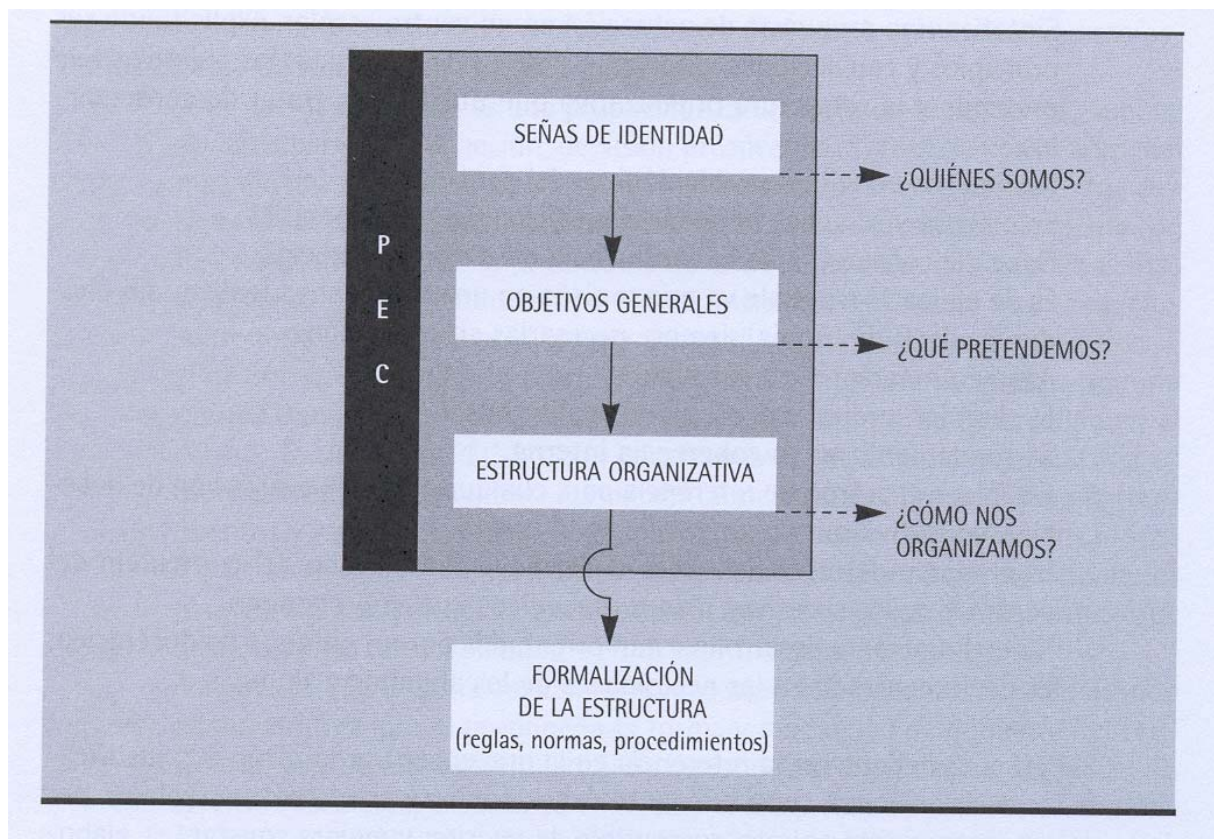 P
E
C
SEÑAS DE IDENTIDAD
¿QUIÉNES SOMOS?
OBJETIVOS GENERALES
¿QUÉ PRETENDEMOS?
ESTRUCTURA ORGANIZATIVA
¿CÓMO NOS
ORGANIZAMOS?
FORMALIZACIÓN
DE LA ESTRUCTURA
(reglas, normas, procedimientos)